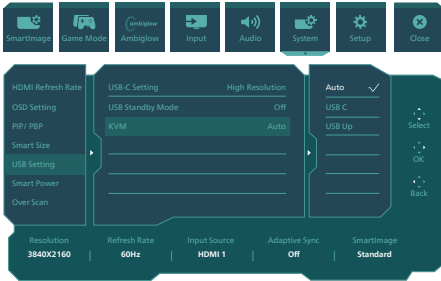 ambiglow
SmartImage Game Mode Ambiglow Input Audio System Setup Close
HDMI Refresh Rate USB-C Setting High Resolution Auto
OSD Setting USB Standby Mode Off USB C
PIP/ PBP KVM Auto USB Up
Smart Size
USB Setting
Smart Power
Over Scan
Select
OK
Back
Resolution Refresh Rate Input Source Adaptive Sync SmartImage
3840X2160 | 60Hz | HDMI 1 | Off | Standard